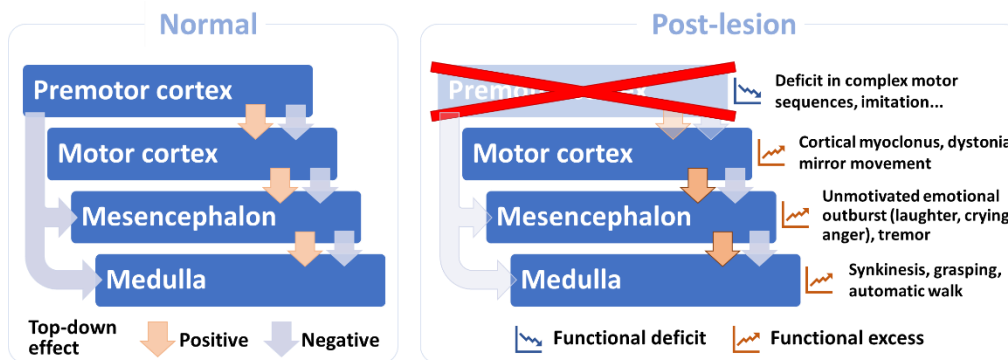 Normal
Premotor cortex
Motor cortex
Mesencephalon
Medulla
Top-down
effect
Positive
Negative
Post-lesion
Premotor cortex
Deficit in complex motor
sequences, imitation...
Motor cortex
Cortical myoclonus, dystonia
mirror movement
Mesencephalon
Unmotivated emotional
outburst (laughter, crying
anger), tremor
Medulla
Synkinesis, grasping,
automatic walk
Functional deficit
Functional excess